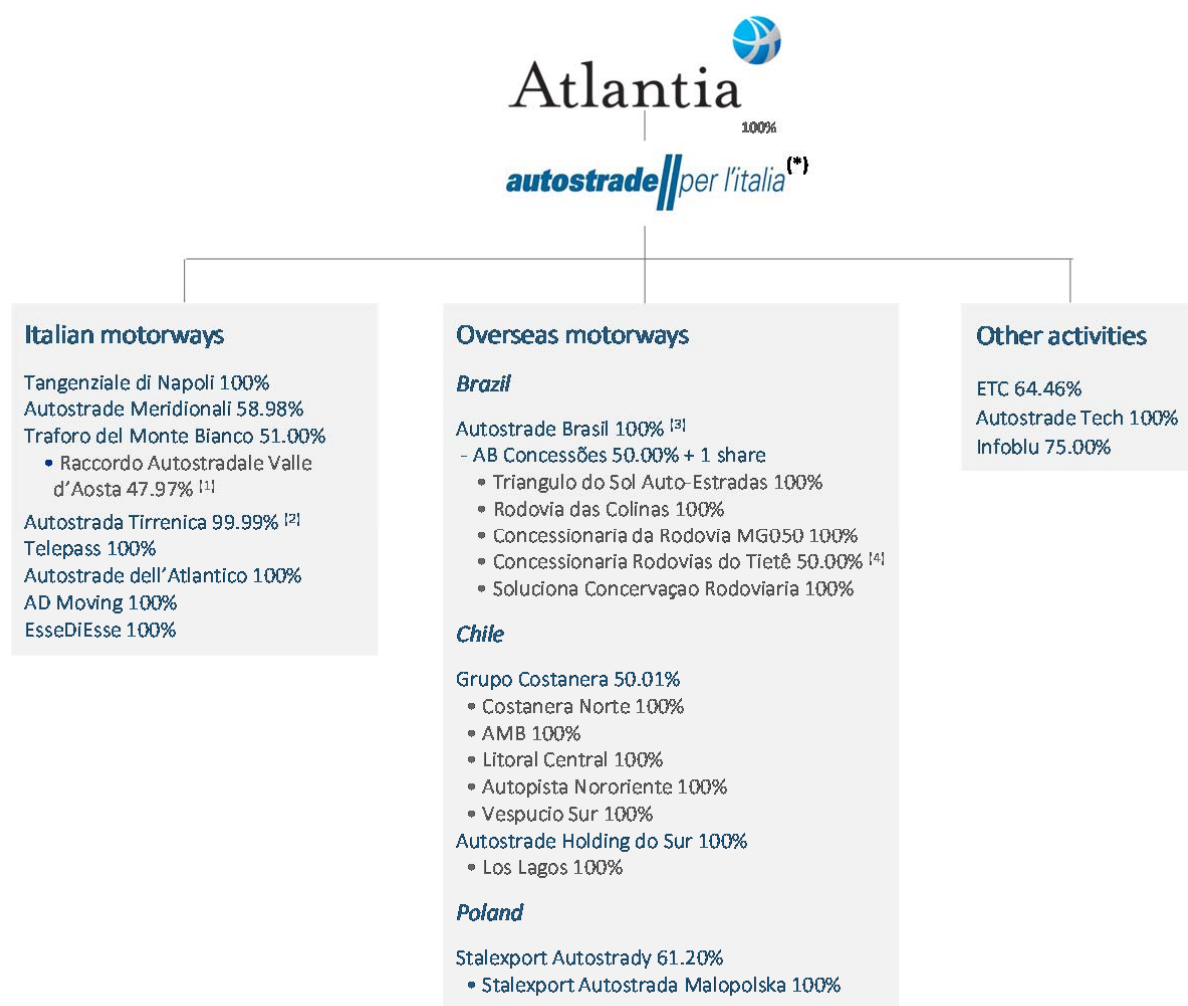 Atlantia
100%
autostrade//per l'italia(*)
Italian motorways
Tangenziale di Napoli 100%
Autostrade Meridionali 58.98%
Traforo del Monte Bianco 51.00%
• Raccordo Autostradale Valle
d'Aosta 47.97% [1]
Autostrada Tirrenica 99.99% [2]
Telepass 100%
Autostrade dell'Atlantico 100%
AD Moving 100%
EsseDiEsse 100%
Overseas motorways
Brazil
Autostrade Brasil 100% [3]
- AB Concessões 50.00% + 1 share
• Triangulo do Sol Auto-Estradas 100%
• Rodovia das Colinas 100%
• Concessionaria da Rodovia MG050 100%
• Concessionaria Rodovias do Tietê 50.00% [4]
• Soluciona Concervaçao Rodoviaria 100%
Chile
Grupo Costanera 50.01%
• Costanera Norte 100%
• AMB 100%
• Litoral Central 100%
• Autopista Nororiente 100%
• Vespucio Sur 100%
Autostrade Holding do Sur 100%
• Los Lagos 100%
Poland
Stalexport Autostrady 61.20%
• Stalexport Autostrada Malopolska 100%
Other activities
ETC 64.46%
Autostrade Tech 100%
Infoblu 75.00%